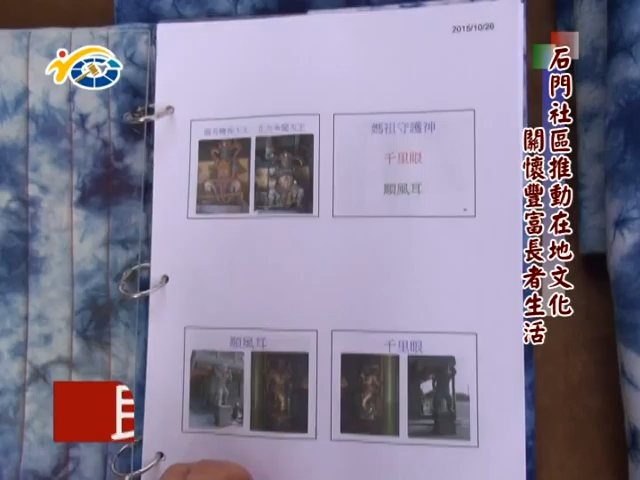 2015/10/26
媽祖守護神
千里眼
順風耳
順風耳
千里眼
石門社區推動在地文化
關懷豐富長者生活